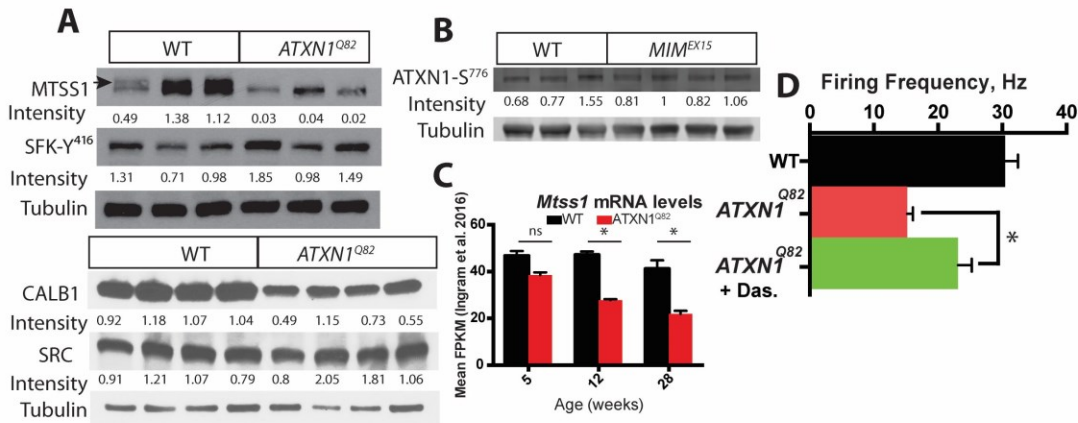 A
WT ATXN1Q82
MTSS1
Intensity
0.49 1.38 1.12 0.03 0.04 0.02
SFK-Y416
Intensity
1.31 0.71 0.98 1.85 0.98 1.49
Tubulin
WT ATXN1Q82
CALB1
Intensity
0.92 1.18 1.07 1.04 0.49 1.15 0.73 0.55
SRC
Intensity
0.91 1.21 1.07 0.79 0.8 2.05 1.81 1.06
Tubulin
B
WT MIMEX15
ATXN1-S776
Intensity
0.68 0.77 1.55 0.81 1 0.82 1.06
Tubulin
C
Mtss1 mRNA levels
WT ATXN1Q82
ns * *
Mean FPKM (Ingram et al. 2016)
60
40
20
0
5 12 28
Age (weeks)
D
Firing Frequency, Hz
0 10 20 30 40
WT
ATXN1Q82
ATXN1Q82
+ Das.
*